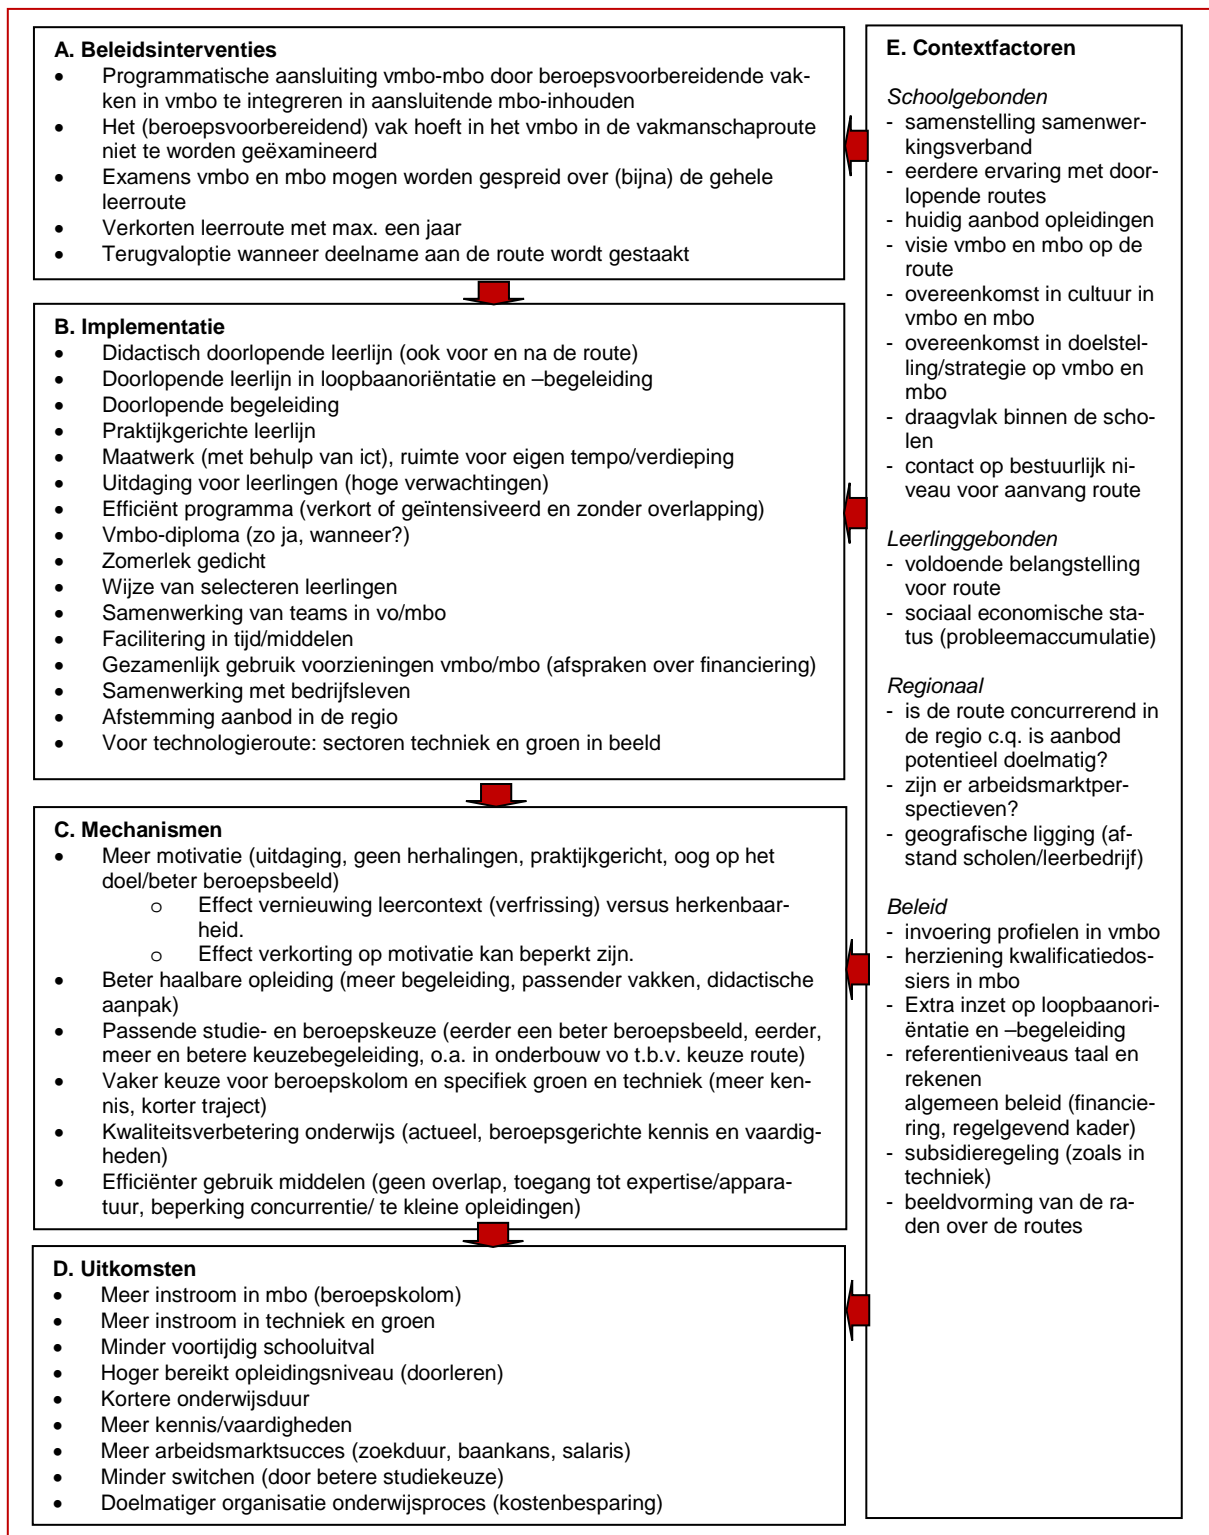 A. Beleidsinterventies
• Programmatische aansluiting vmbo-mbo door beroepsvoorbereidende vak-
ken in vmbo te integreren in aansluitende mbo-inhouden
• Het (beroepsvoorbereidend) vak hoeft in het vmbo in de vakmanschaproute
niet te worden geëxamineerd
• Examens vmbo en mbo mogen worden gespreid over (bijna) de gehele
leerroute
• Verkorten leerroute met max. een jaar
• Terugvaloptie wanneer deelname aan de route wordt gestaakt
B. Implementatie
• Didactisch doorlopende leerlijn (ook voor en na de route)
• Doorlopende leerlijn in loopbaanoriëntatie en –begeleiding
• Doorlopende begeleiding
• Praktijkgerichte leerlijn
• Maatwerk (met behulp van ict), ruimte voor eigen tempo/verdieping
• Uitdaging voor leerlingen (hoge verwachtingen)
• Efficiënt programma (verkort of geïntensiveerd en zonder overlapping)
• Vmbo-diploma (zo ja, wanneer?)
• Zomerlek gedicht
• Wijze van selecteren leerlingen
• Samenwerking van teams in vo/mbo
• Facilitering in tijd/middelen
• Gezamenlijk gebruik voorzieningen vmbo/mbo (afspraken over financiering)
• Samenwerking met bedrijfsleven
• Afstemming aanbod in de regio
• Voor technologieroute: sectoren techniek en groen in beeld
C. Mechanismen
• Meer motivatie (uitdaging, geen herhalingen, praktijkgericht, oog op het
doel/beter beroepsbeeld)
o Effect vernieuwing leercontext (verfrissing) versus herkenbaar-
heid.
o Effect verkorting op motivatie kan beperkt zijn.
• Beter haalbare opleiding (meer begeleiding, passender vakken, didactische
aanpak)
• Passende studie- en beroepskeuze (eerder een beter beroepsbeeld, eerder,
meer en betere keuzebegeleiding, o.a. in onderbouw vo t.b.v. keuze route)
• Vaker keuze voor beroepskolom en specifiek groen en techniek (meer ken-
nis, korter traject)
• Kwaliteitsverbetering onderwijs (actueel, beroepsgerichte kennis en vaardig-
heden)
• Efficiënter gebruik middelen (geen overlap, toegang tot expertise/appara-
tuur, beperking concurrentie/ te kleine opleidingen)
D. Uitkomsten
• Meer instroom in mbo (beroepskolom)
• Meer instroom in techniek en groen
• Minder voortijdig schooluitval
• Hoger bereikt opleidingsniveau (doorleren)
• Kortere onderwijsduur
• Meer kennis/vaardigheden
• Meer arbeidsmarktsucces (zoekduur, baankans, salaris)
• Minder switchen (door betere studiekeuze)
• Doelmatiger organisatie onderwijsproces (kostenbesparing)
E. Contextfactoren
Schoolgebonden
- samenstelling samenwer-
kingsverband
- eerdere ervaring met door-
lopende routes
- huidig aanbod opleidingen
- visie vmbo en mbo op de
route
- overeenkomst in cultuur in
vmbo en mbo
- overeenkomst in doelstel-
ling/strategie op vmbo en
mbo
- draagvlak binnen de scho-
len
- contact op bestuurlijk ni-
veau voor aanvang route
Leerlinggebonden
- voldoende belangstelling
voor route
- sociaal economische sta-
tus (probleemaccumulatie)
Regionaal
- is de route concurrerend in
de regio c.q. is aanbod
potentieel doelmatig?
- zijn er arbeidsmarktper-
spectieven?
- geografische ligging (af-
stand scholen/leerbedrijf)
Beleid
- invoering profielen in vmbo
- herziening kwalificatiedos-
siers in mbo
- Extra inzet op loopbaanori-
ëntatie en –begeleiding
- referentieniveaus taal en
rekenen
algemeen beleid (financie-
ring, regelgevend kader)
- subsidieregeling (zoals in
techniek)
- beeldvorming van de ra-
den over de routes